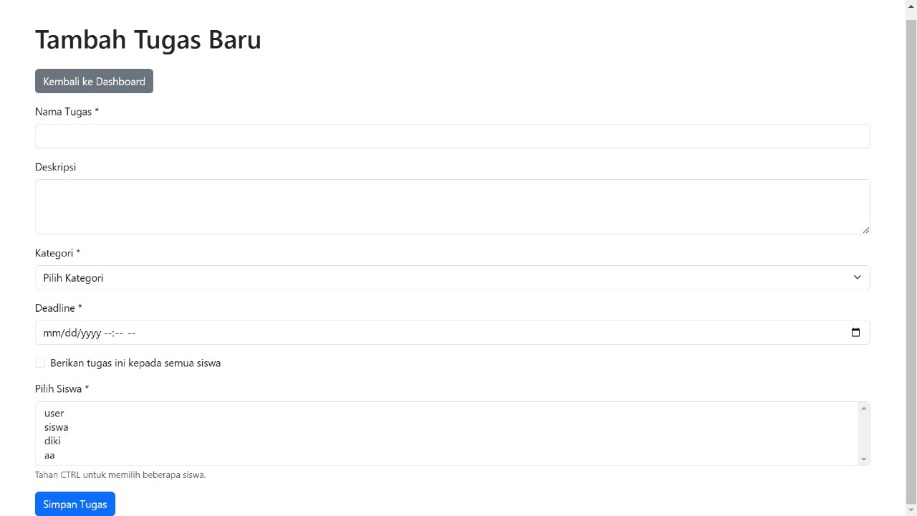 Tambah Tugas Baru
Kembali ke Dashboard
Nama Tugas *
Deskripsi
Kategori *
Pilih Kategori
Deadline *
mm/dd/yyyy --:-- --
Berikan tugas ini kepada semua siswa
Pilih Siswa *
user
siswa
diki
aa
Tahan CTRL untuk memilih beberapa siswa.
Simpan Tugas